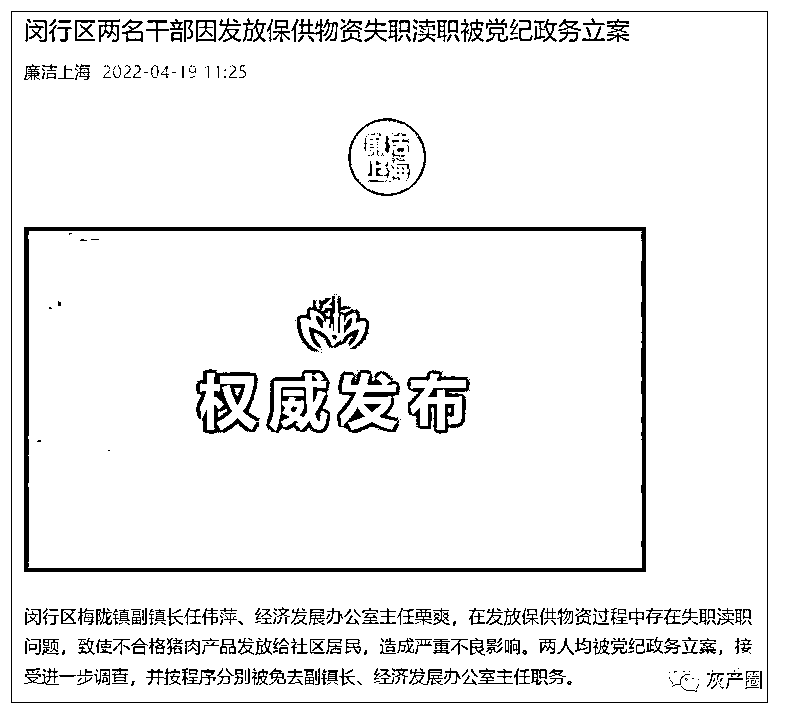 闵行区两名干部因发放保供物资失职渎职被党纪政务立案
廉洁上海 2022-04-19 11:25
廉洁
上海
权威发布
闵行区梅陇镇副镇长任伟萍、经济发展办公室主任栗爽，在发放保供物资过程中存在失职渎职
问题，致使不合格猪肉产品发放给社区居民，造成严重不良影响。两人均被党纪政务立案，接
受进一步调查，并按程序分别被免去副镇长、经济发展办公室主任职务。
灰产圈